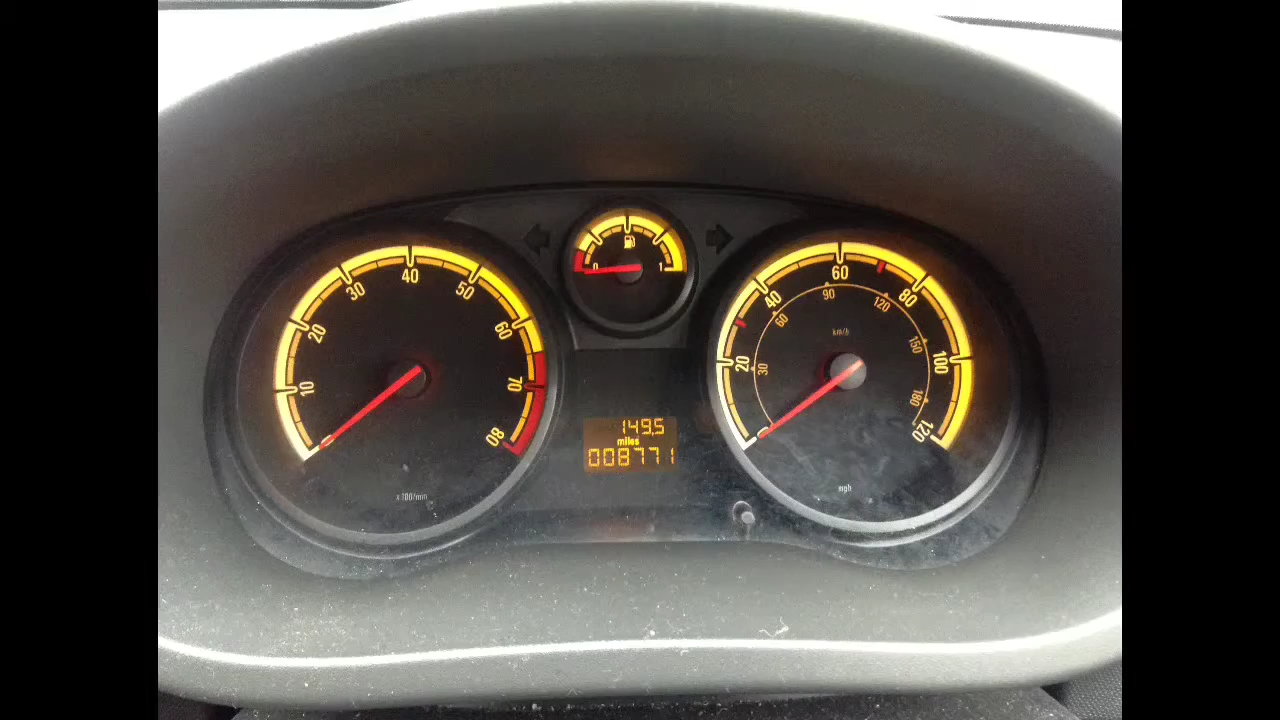 0 1
10 20 30 40 50 60 70 80
x 100/min
149.5
miles
008771
20 40 60 80 100 120
30 60 90 120 150 180
km/h
mph